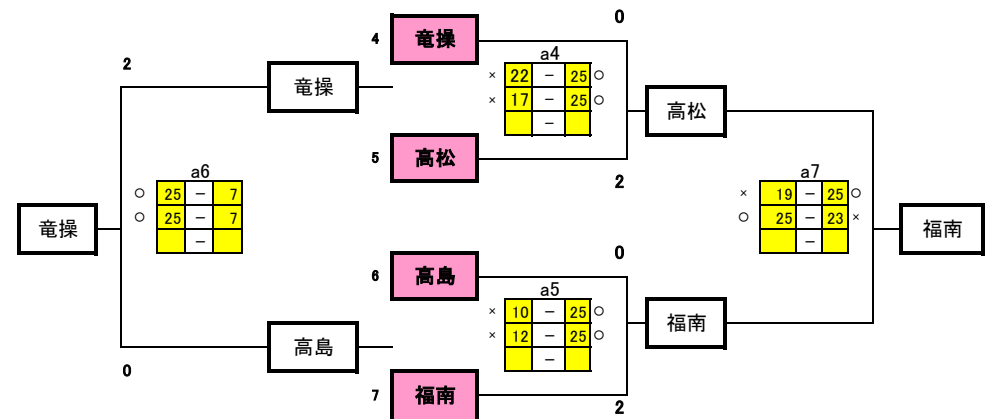 0
4 竜操
a4
2
× 22 － 25 ○
竜操
× 17 － 25 ○
高松
－
5 高松
2
a6
a7
○ 25 － 7
× 19 － 25 ○
○ 25 － 7
○ 25 － 23 ×
竜操
－
－
福南
0
6 高島
a5
× 10 － 25 ○
× 12 － 25 ○
福南
高島
－
0
7 福南
2